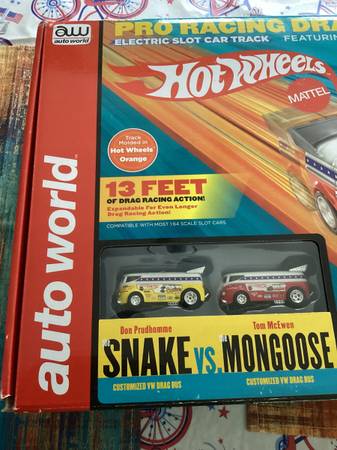 aw
auto world
PRO RACING DRA
ELECTRIC SLOT CAR TRACK FEATURIN
Hot Wheels
MATTEL
Track
Molded in
Hot Wheels
Orange
13 FEET
OF DRAG RACING ACTION!
Expandable For Even Longer
Drag Racing Action!
COMPATIBLE WITH MOST 1:64 SCALE SLOT CARS.
auto world
Don Prudhomme
Tom McEwen
SNAKE VS. MONGOOSE
CUSTOMIZED VW DRAG BUS
CUSTOMIZED VW DRAG BUS